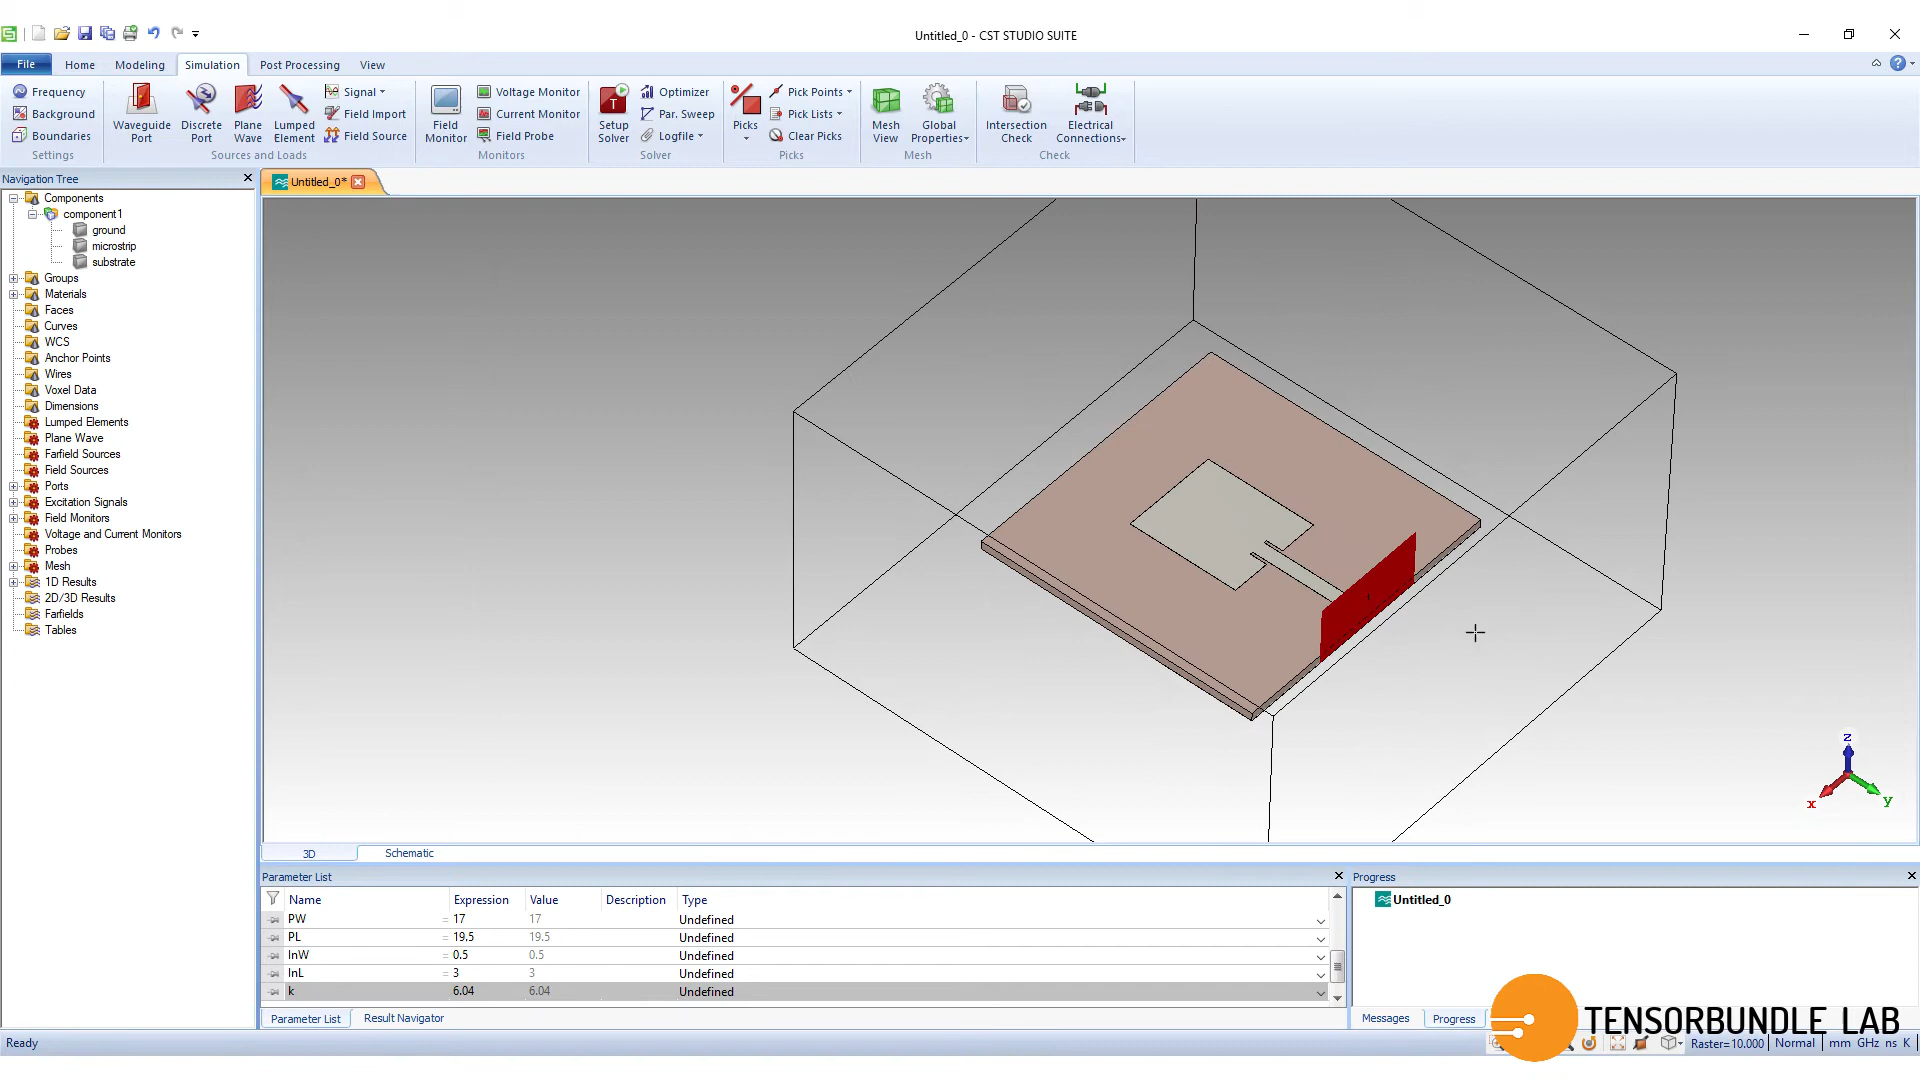 Untitled_0 - CST STUDIO SUITE
File Home Modeling Simulation Post Processing View
Frequency
Background
Boundaries
Settings
Waveguide Port
Discrete Port
Plane Wave
Lumped Element
Signal
Field Import
Field Source
Sources and Loads
Field Monitor
Voltage Monitor
Current Monitor
Field Probe
Monitors
Setup Solver
Optimizer
Par. Sweep
Logfile
Solver
Picks
Pick Points
Pick Lists
Clear Picks
Picks
Mesh View
Global Properties
Mesh
Intersection Check
Electrical Connections
Check
Navigation Tree
Untitled_0*
Components
component1
ground
microstrip
substrate
Groups
Materials
Faces
Curves
WCS
Anchor Points
Wires
Voxel Data
Dimensions
Lumped Elements
Plane Wave
Farfield Sources
Field Sources
Ports
Excitation Signals
Field Monitors
Voltage and Current Monitors
Probes
Mesh
1D Results
2D/3D Results
Farfields
Tables
z
x
y
3D Schematic
Parameter List
Name Expression Value Description Type
PW = 17 17 Undefined
PL = 19.5 19.5 Undefined
InW = 0.5 0.5 Undefined
InL = 3 3 Undefined
k 6.04 6.04 Undefined
Parameter List Result Navigator
Progress
Untitled_0
Messages Progress
TENSORBUNDLE LAB
Ready
Raster=10.000 Normal mm GHz ns K